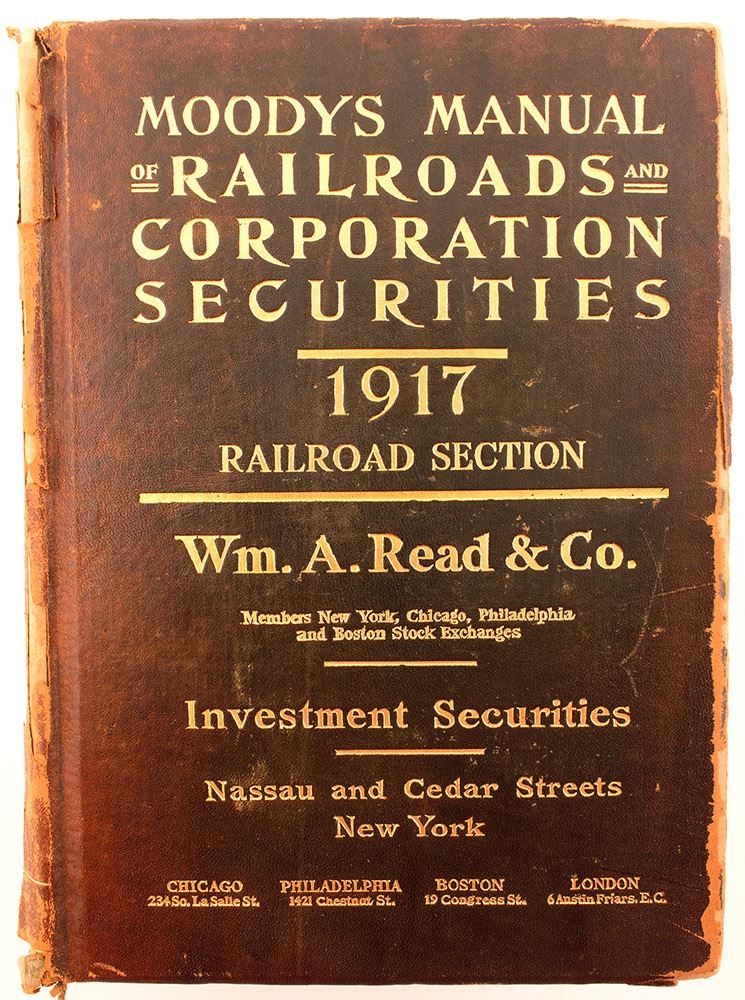 MOODYS MANUAL
OF RAILROADS AND
CORPORATION
SECURITIES
1917
RAILROAD SECTION
Wm. A. Read & Co.
Members New York, Chicago, Philadelphia
and Boston Stock Exchanges
Investment Securities
Nassau and Cedar Streets
New York
CHICAGO PHILADELPHIA BOSTON LONDON
234 So. La Salle St. 1421 Chestnut St. 19 Congress St. 6 Austin Friars. E.C.